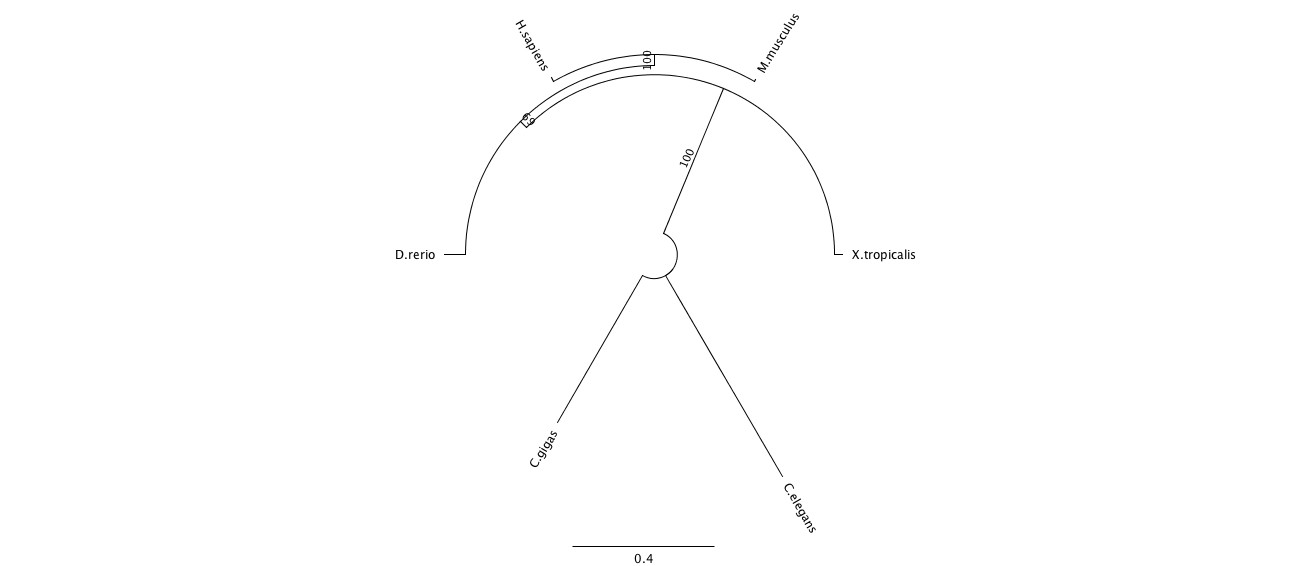 H.sapiens
M.musculus
100
69
100
D.rerio
X.tropicalis
C.gigas
C.elegans
0.4